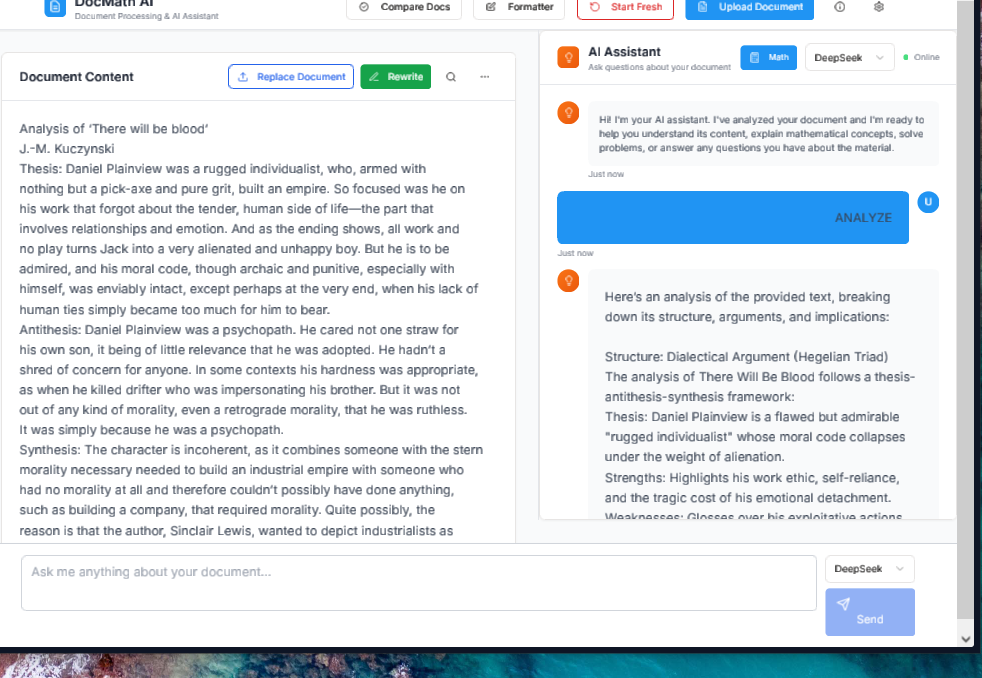 DocMath AI
Document Processing & AI Assistant
Compare Docs
Formatter
Start Fresh
Upload Document
Document Content
Replace Document
Rewrite
Analysis of ‘There will be blood’
J.-M. Kuczynski
Thesis: Daniel Plainview was a rugged individualist, who, armed with
nothing but a pick-axe and pure grit, built an empire. So focused was he on
his work that forgot about the tender, human side of life—the part that
involves relationships and emotion. And as the ending shows, all work and
no play turns Jack into a very alienated and unhappy boy. But he is to be
admired, and his moral code, though archaic and punitive, especially with
himself, was enviably intact, except perhaps at the very end, when his lack of
human ties simply became too much for him to bear.
Antithesis: Daniel Plainview was a psychopath. He cared not one straw for
his own son, it being of little relevance that he was adopted. He hadn’t a
shred of concern for anyone. In some contexts his hardness was appropriate,
as when he killed drifter who was impersonating his brother. But it was not
out of any kind of morality, even a retrograde morality, that he was ruthless.
It was simply because he was a psychopath.
Synthesis: The character is incoherent, as it combines someone with the stern
morality necessary needed to build an industrial empire with someone who
had no morality at all and therefore couldn’t possibly have done anything,
such as building a company, that required morality. Quite possibly, the
reason is that the author, Sinclair Lewis, wanted to depict industrialists as
AI Assistant
Ask questions about your document
Math
DeepSeek
Online
Hi! I'm your AI assistant. I've analyzed your document and I'm ready to
help you understand its content, explain mathematical concepts, solve
problems, or answer any questions you have about the material.
Just now
ANALYZE
U
Just now
Here's an analysis of the provided text, breaking
down its structure, arguments, and implications:
Structure: Dialectical Argument (Hegelian Triad)
The analysis of There Will Be Blood follows a thesis-
antithesis-synthesis framework:
Thesis: Daniel Plainview is a flawed but admirable
"rugged individualist" whose moral code collapses
under the weight of alienation.
Strengths: Highlights his work ethic, self-reliance,
and the tragic cost of his emotional detachment.
Weaknesses: Glosses over his exploitative actions
Ask me anything about your document...
DeepSeek
Send